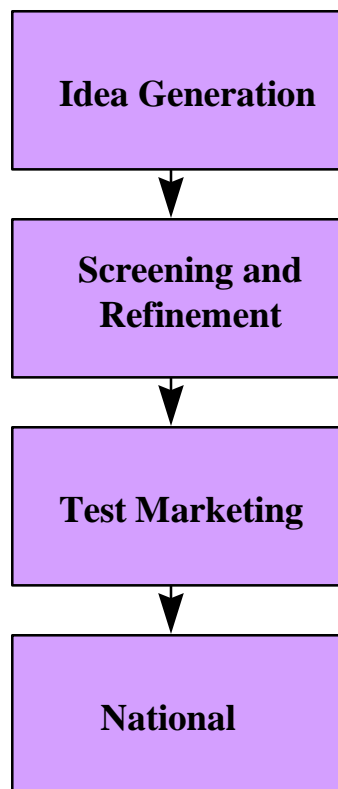 Idea Generation
Screening and
Refinement
Test Marketing
National